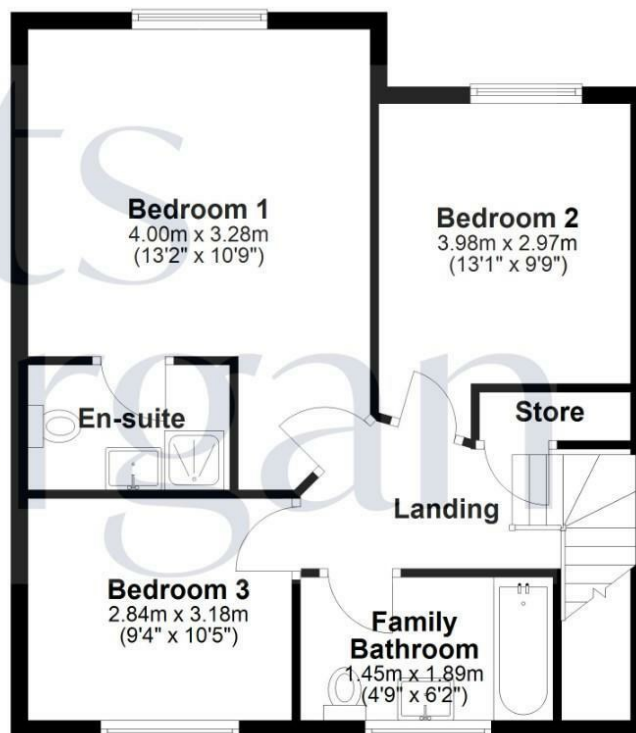 Bedroom 1
4.00m x 3.28m
(13'2" x 10'9")
Bedroom 2
3.98m x 2.97m
(13'1" x 9'9")
En-suite
Store
Landing
Bedroom 3
2.84m x 3.18m
(9'4" x 10'5")
Family
Bathroom
1.45m x 1.89m
(4'9" x 6'2")
ts
rgan